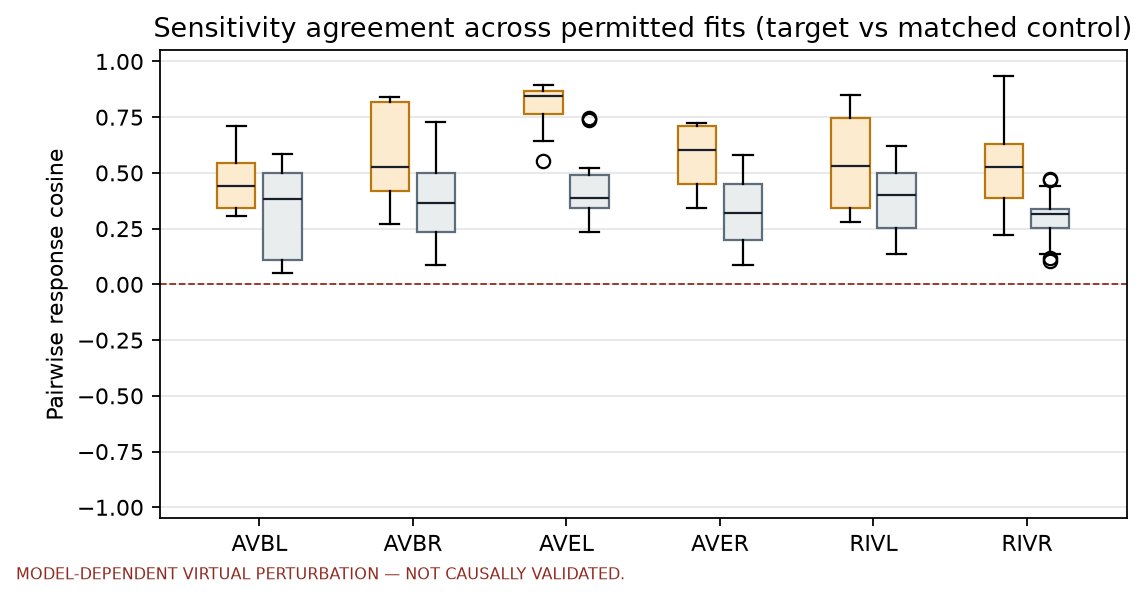 Sensitivity agreement across permitted fits (target vs matched control)
Pairwise response cosine
1.00
0.75
0.50
0.25
0.00
−0.25
−0.50
−0.75
−1.00
AVBL AVBR AVEL AVER RIVL RIVR
MODEL-DEPENDENT VIRTUAL PERTURBATION — NOT CAUSALLY VALIDATED.